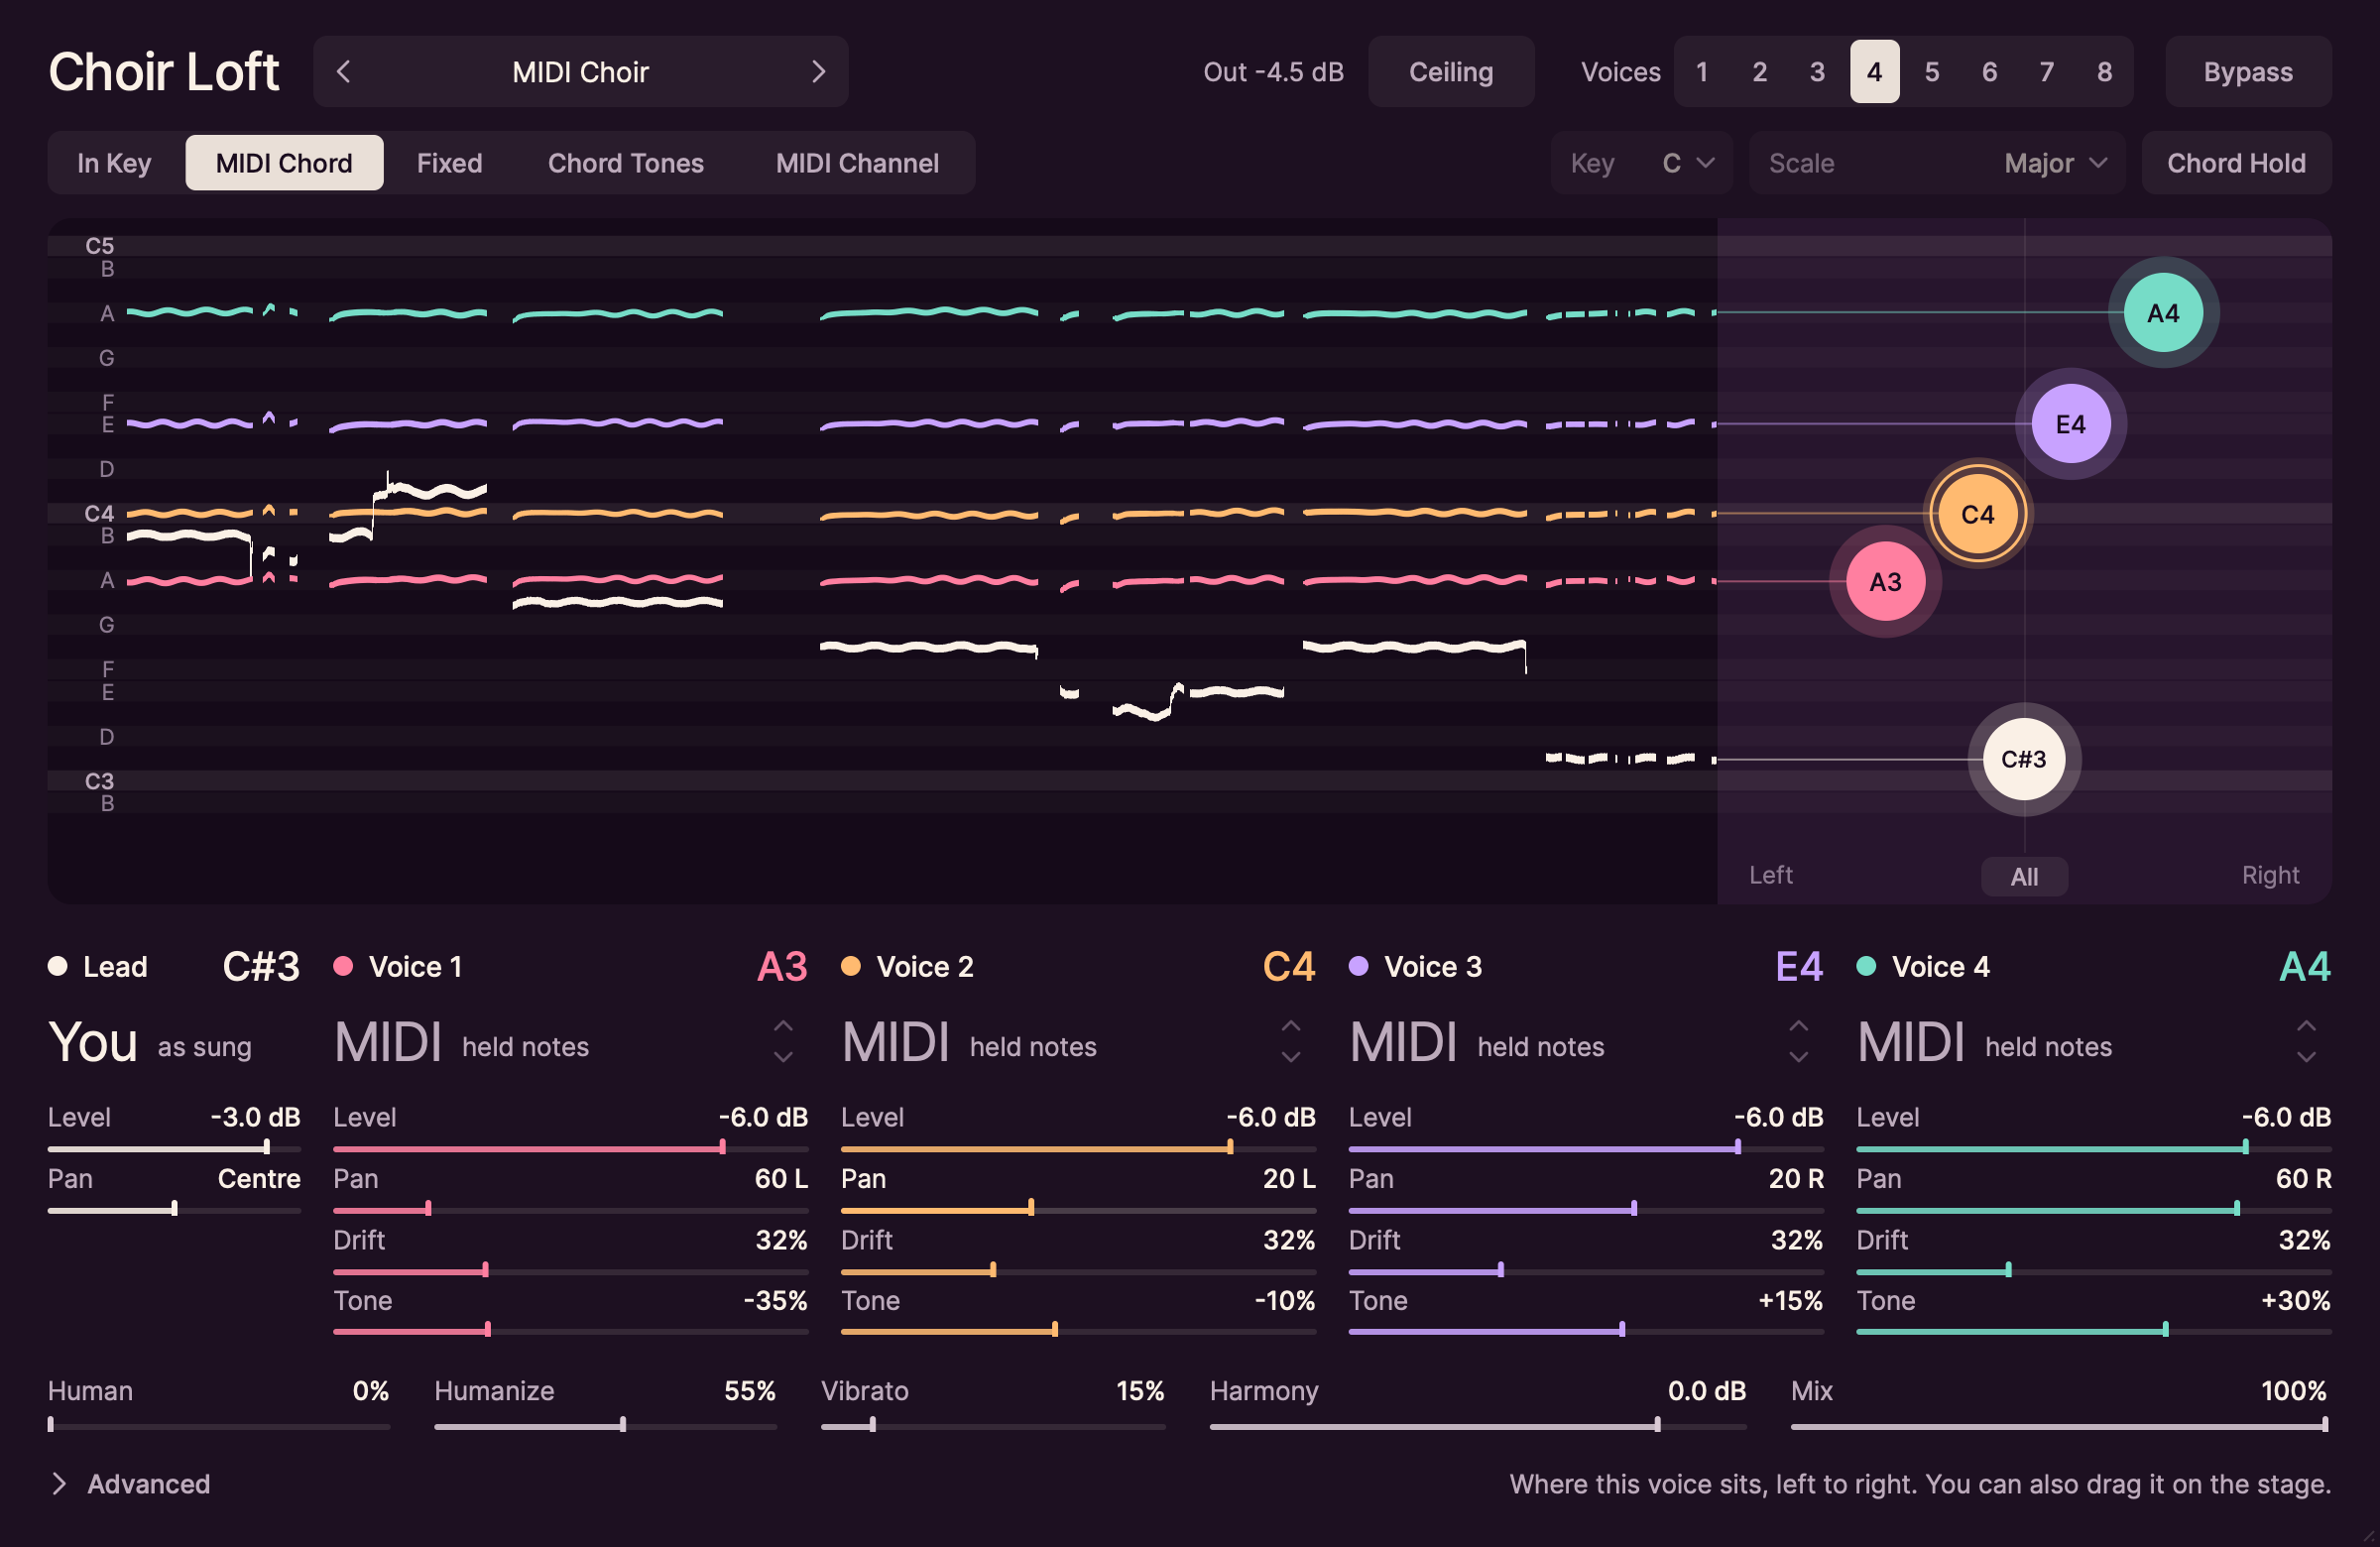 Choir Loft
MIDI Choir
Out -4.5 dB
Ceiling
Voices 1 2 3 4 5 6 7 8
Bypass
In Key
MIDI Chord
Fixed
Chord Tones
MIDI Channel
Key C
Scale Major
Chord Hold
C5
B
A
G
F
E
D
C4
B
A
G
F
E
D
C3
B
A4
E4
C4
A3
C#3
Left
All
Right
Lead C#3
You as sung
Level -3.0 dB
Pan Centre
Voice 1 A3
MIDI held notes
Level -6.0 dB
Pan 60 L
Drift 32%
Tone -35%
Voice 2 C4
MIDI held notes
Level -6.0 dB
Pan 20 L
Drift 32%
Tone -10%
Voice 3 E4
MIDI held notes
Level -6.0 dB
Pan 20 R
Drift 32%
Tone +15%
Voice 4 A4
MIDI held notes
Level -6.0 dB
Pan 60 R
Drift 32%
Tone +30%
Human 0%
Humanize 55%
Vibrato 15%
Harmony 0.0 dB
Mix 100%
Advanced
Where this voice sits, left to right. You can also drag it on the stage.